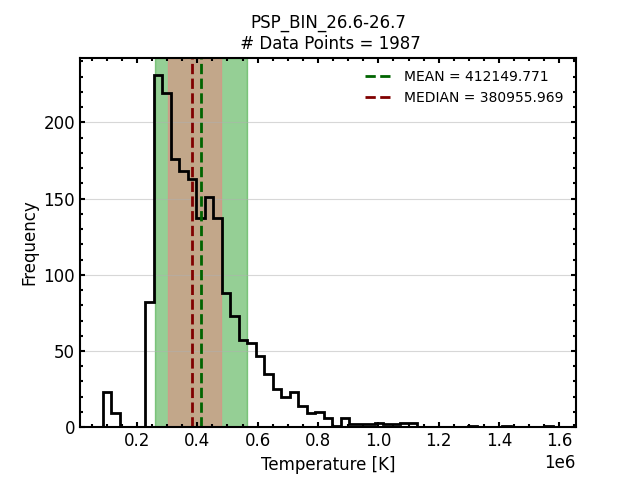 PSP_BIN_26.6-26.7
# Data Points = 1987
MEAN = 412149.771
MEDIAN = 380955.969
Frequency
200
150
100
50
0
0.2 0.4 0.6 0.8 1.0 1.2 1.4 1.6
1e6
Temperature [K]